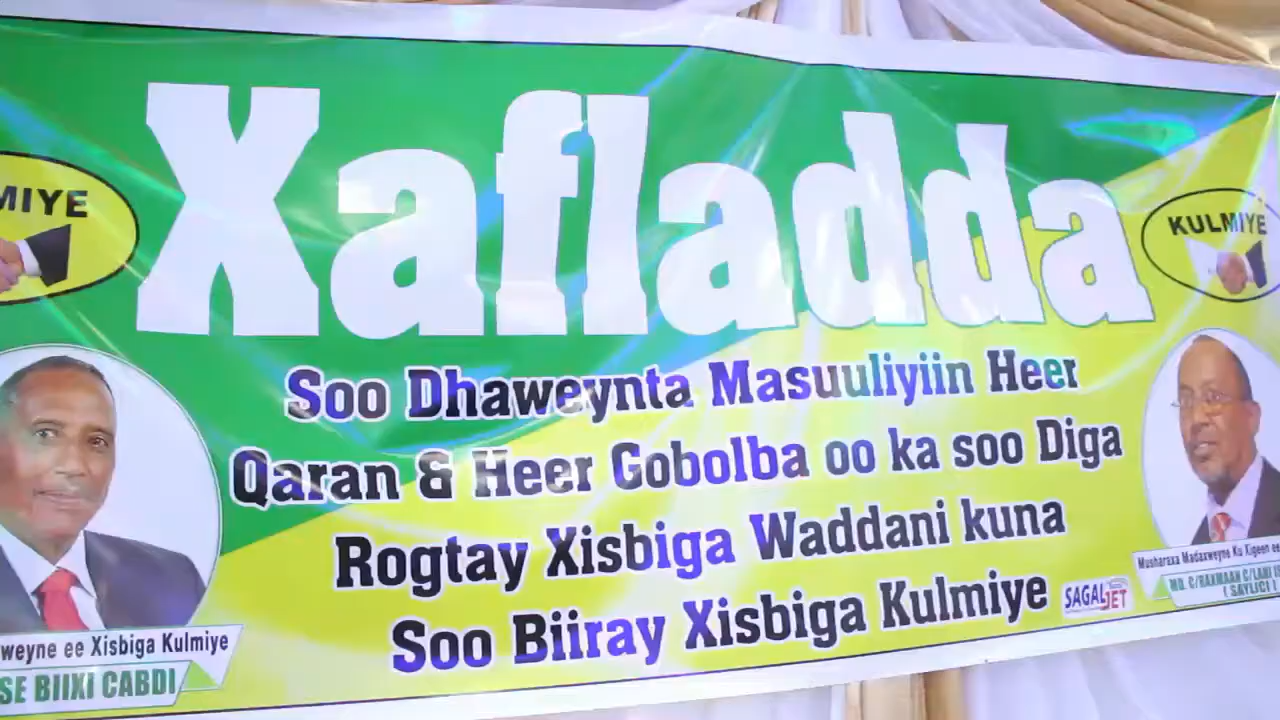 Xafladda
MIYE
KULMIYE
Soo Dhaweynta Masuuliyiin Heer
Qaran & Heer Gobolba oo ka soo Diga
Rogtay Xisbiga Waddani kuna
Soo Biiray Xisbiga Kulmiye
SAGALJET
weyne ee Xisbiga Kulmiye
SE BIIXI CABDI
Musharaxa Madaxweyne Ku Xigeen ee
MD. C/RAXMAAN C/LAHI
( SAYLICI )